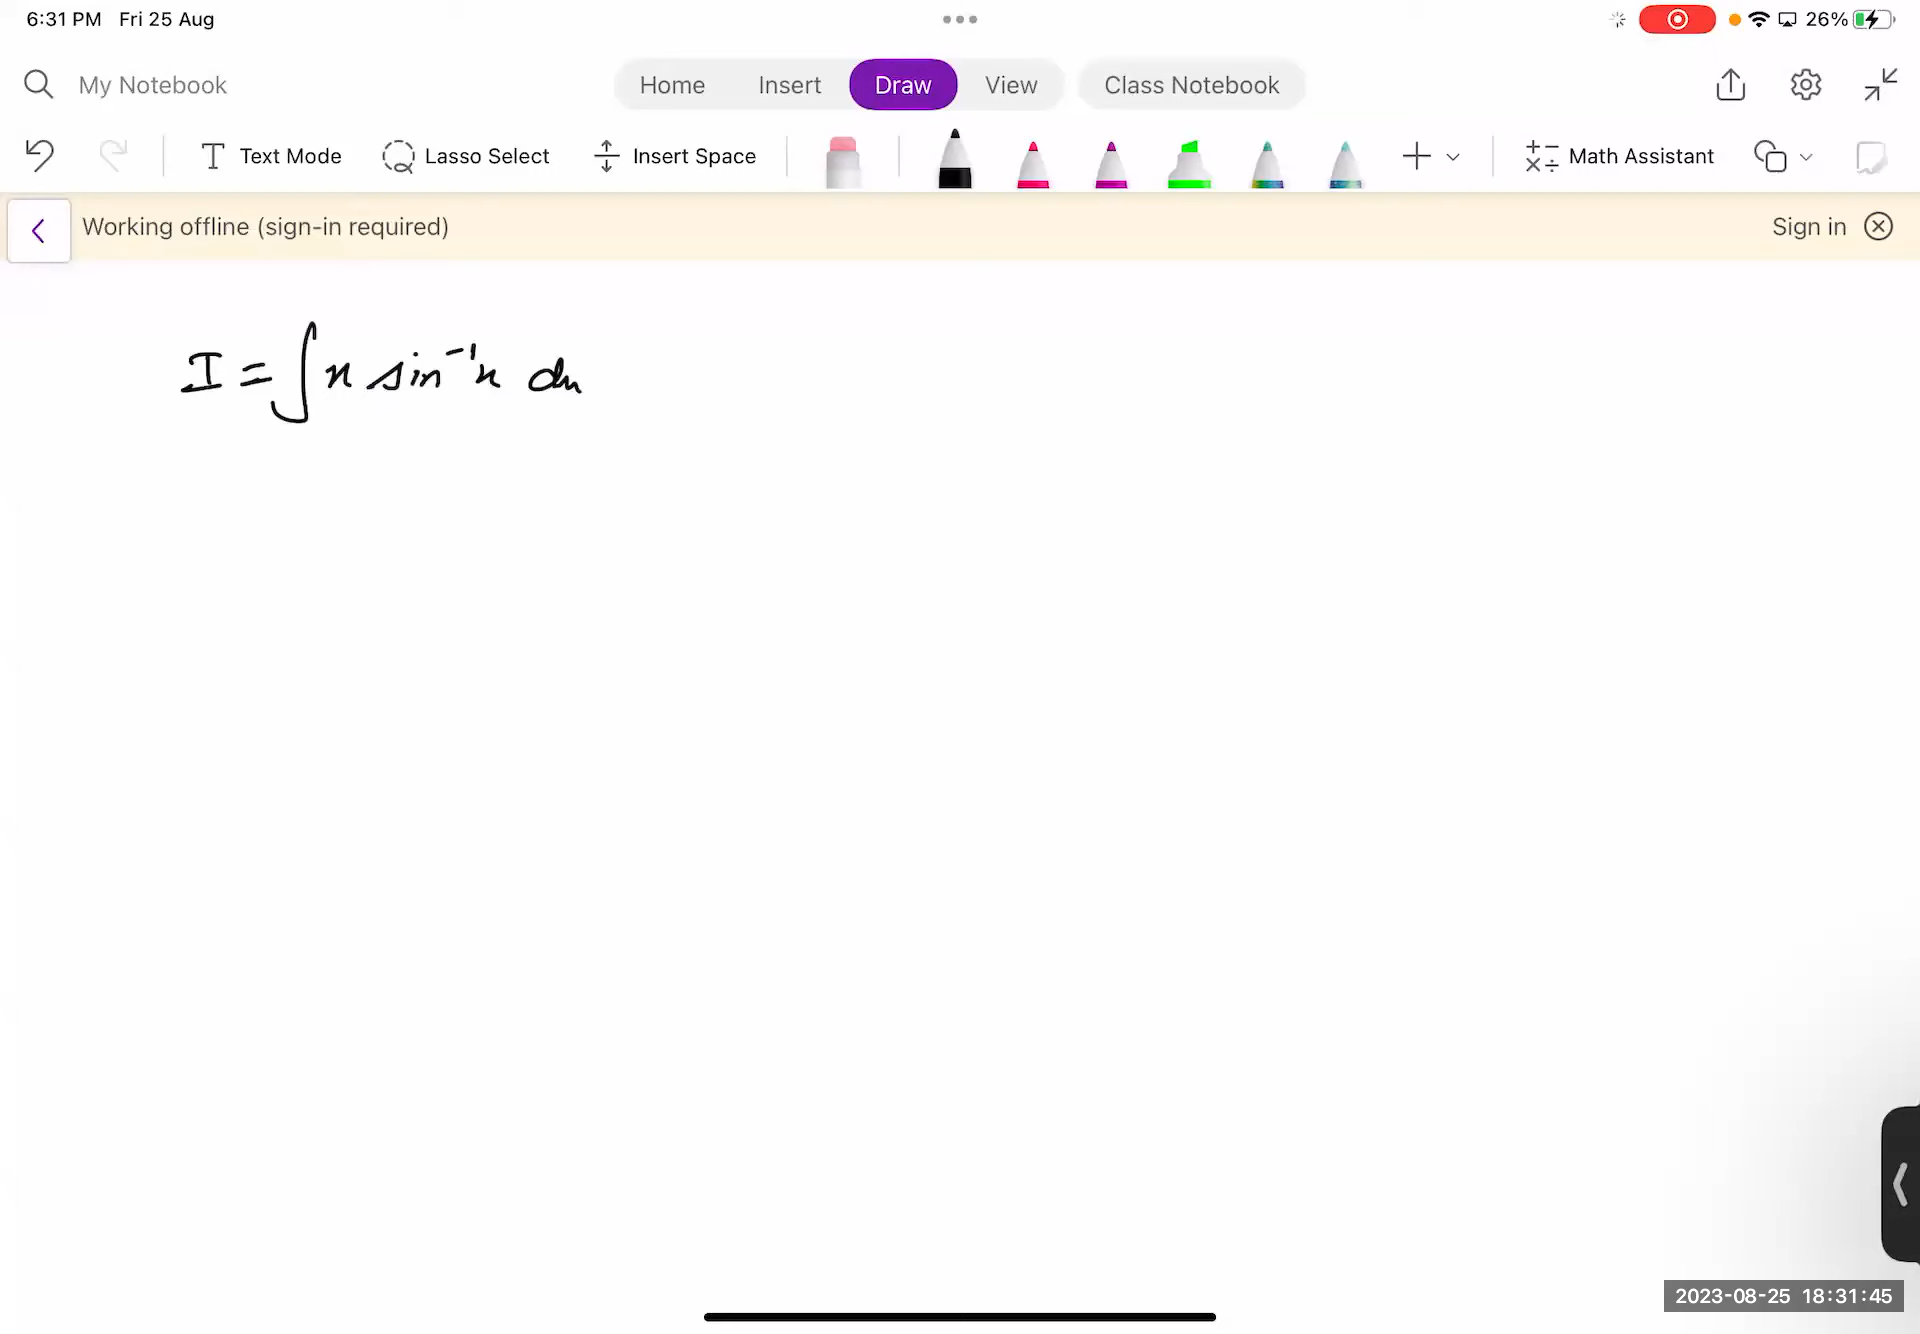 6:31 PM Fri 25 Aug
26%
My Notebook
Home Insert Draw View Class Notebook
Text Mode Lasso Select Insert Space Math Assistant
Working offline (sign-in required) Sign in
I = ∫ x sin⁻¹x dx
2023-08-25 18:31:45